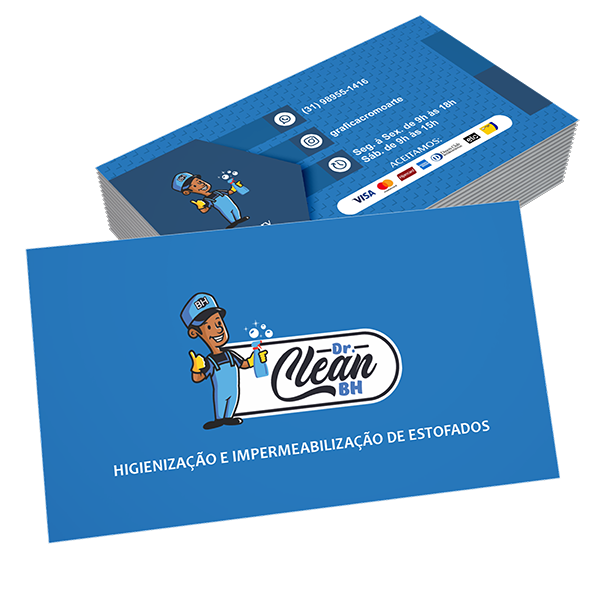 (31) 98955-1416
graficacromoarte
Seg. à Sex. de 9h às 18h
Sáb. de 9h às 15h
ACEITAMOS:
VISA
BH
Dr.
Clean
BH
HIGIENIZAÇÃO E IMPERMEABILIZAÇÃO DE ESTOFADOS